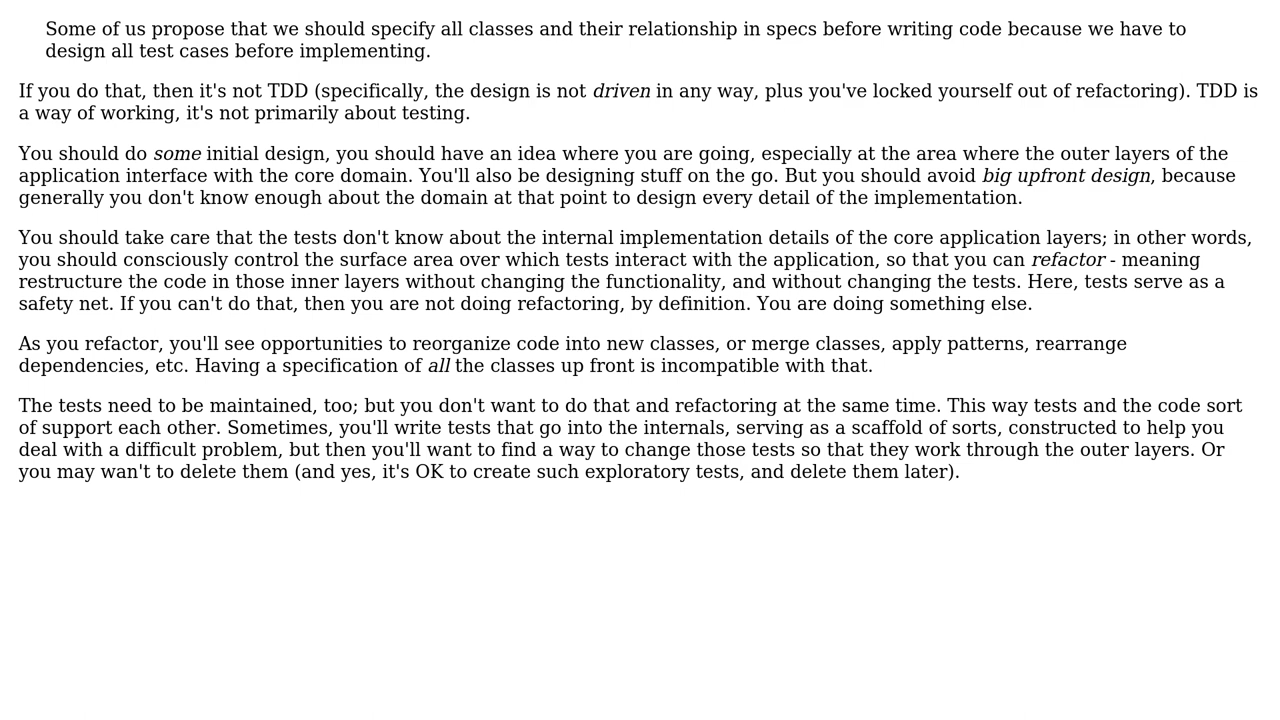 Some of us propose that we should specify all classes and their relationship in specs before writing code because we have to
design all test cases before implementing.
If you do that, then it's not TDD (specifically, the design is not driven in any way, plus you've locked yourself out of refactoring). TDD is
a way of working, it's not primarily about testing.
You should do some initial design, you should have an idea where you are going, especially at the area where the outer layers of the
application interface with the core domain. You'll also be designing stuff on the go. But you should avoid big upfront design, because
generally you don't know enough about the domain at that point to design every detail of the implementation.
You should take care that the tests don't know about the internal implementation details of the core application layers; in other words,
you should consciously control the surface area over which tests interact with the application, so that you can refactor - meaning
restructure the code in those inner layers without changing the functionality, and without changing the tests. Here, tests serve as a
safety net. If you can't do that, then you are not doing refactoring, by definition. You are doing something else.
As you refactor, you'll see opportunities to reorganize code into new classes, or merge classes, apply patterns, rearrange
dependencies, etc. Having a specification of all the classes up front is incompatible with that.
The tests need to be maintained, too; but you don't want to do that and refactoring at the same time. This way tests and the code sort
of support each other. Sometimes, you'll write tests that go into the internals, serving as a scaffold of sorts, constructed to help you
deal with a difficult problem, but then you'll want to find a way to change those tests so that they work through the outer layers. Or
you may wan't to delete them (and yes, it's OK to create such exploratory tests, and delete them later).